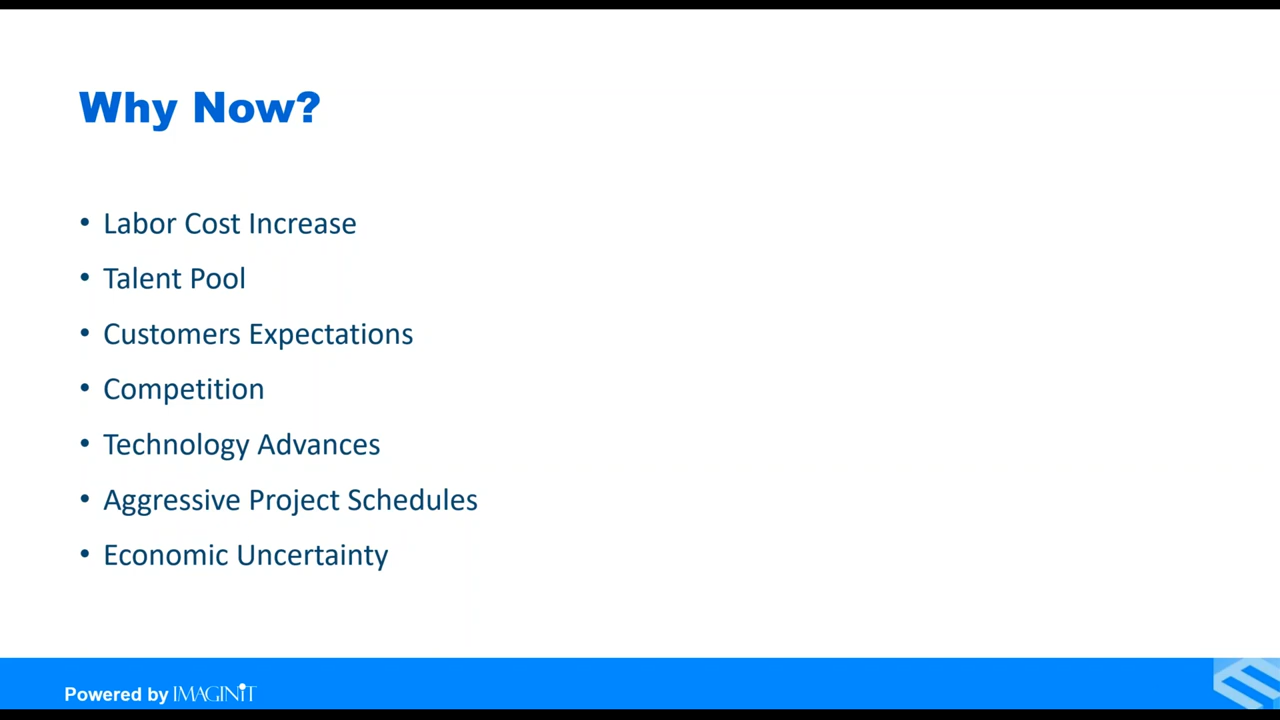 Why Now?
• Labor Cost Increase
• Talent Pool
• Customers Expectations
• Competition
• Technology Advances
• Aggressive Project Schedules
• Economic Uncertainty
Powered by IMAGINiT